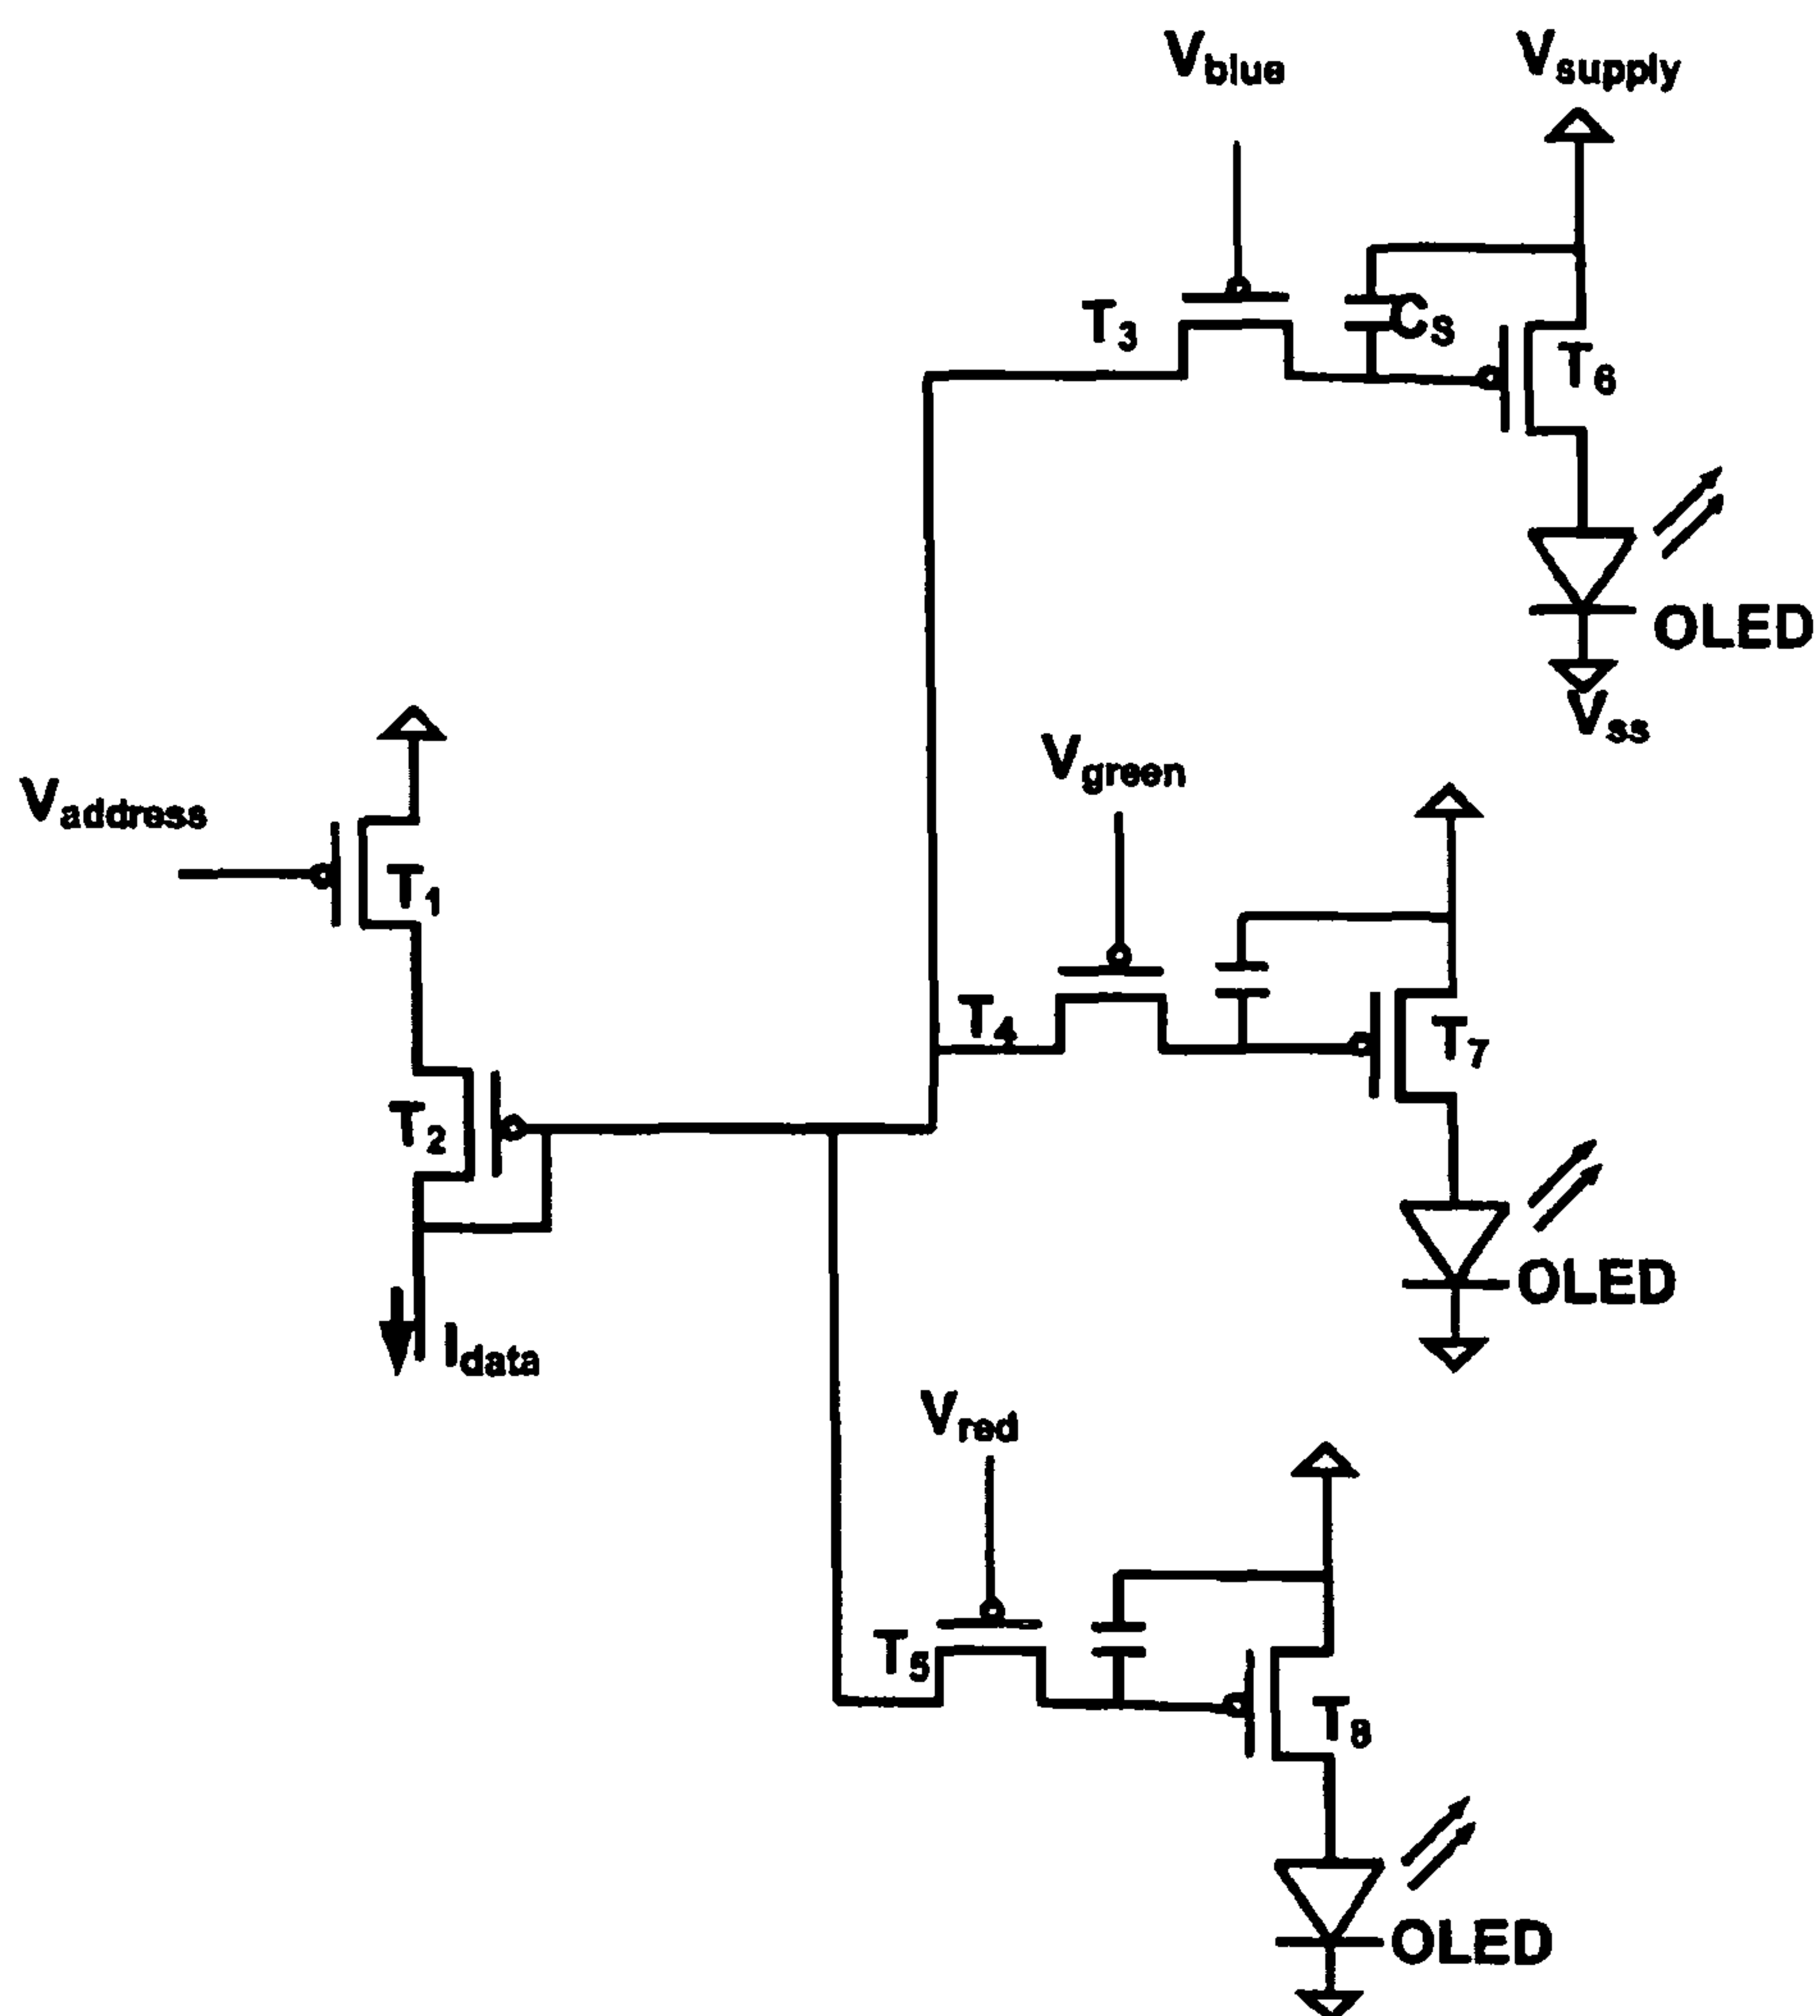 Vblue
Vsupply
T3
CS
T6
OLED
Vss
Vgreen
Vaddress
T1
T4
T7
T2
OLED
Idata
Vred
T5
T8
OLED